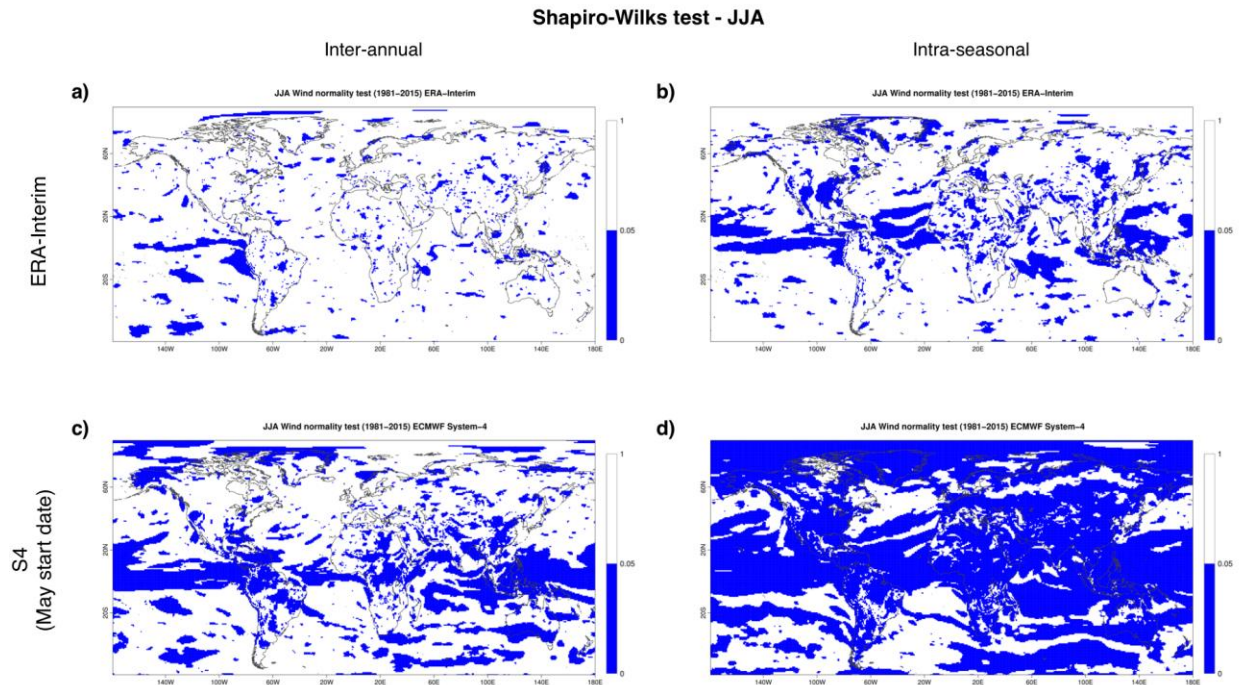 Shapiro-Wilks test - JJA
Inter-annual
Intra-seasonal
ERA-Interim
a)
JJA Wind normality test (1981−2015) ERA−Interim
60N
20N
20S
140W 100W 60W 20W 20E 60E 100E 140E 180E
1
0.05
0
b)
JJA Wind normality test (1981−2015) ERA−Interim
60N
20N
20S
140W 100W 60W 20W 20E 60E 100E 140E 180E
1
0.05
0
S4
(May start date)
c)
JJA Wind normality test (1981−2015) ECMWF System−4
60N
20N
20S
140W 100W 60W 20W 20E 60E 100E 140E 180E
1
0.05
0
d)
JJA Wind normality test (1981−2015) ECMWF System−4
60N
20N
20S
140W 100W 60W 20W 20E 60E 100E 140E 180E
1
0.05
0